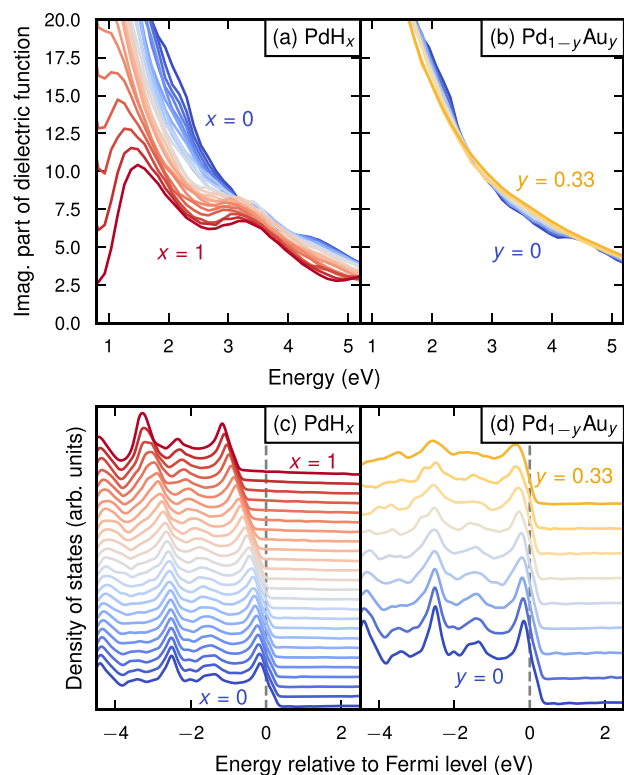 (a) PdHₓ
(b) Pd₁₋yAuy
Imag. part of dielectric function
20.0
17.5
15.0
12.5
10.0
7.5
5.0
2.5
0.0
x = 0
x = 1
y = 0.33
y = 0
1 2 3 4 5
1 2 3 4 5
Energy (eV)
(c) PdHₓ
(d) Pd₁₋yAuy
Density of states (arb. units)
x = 1
x = 0
y = 0.33
y = 0
−4 −2 0 2
−4 −2 0 2
Energy relative to Fermi level (eV)